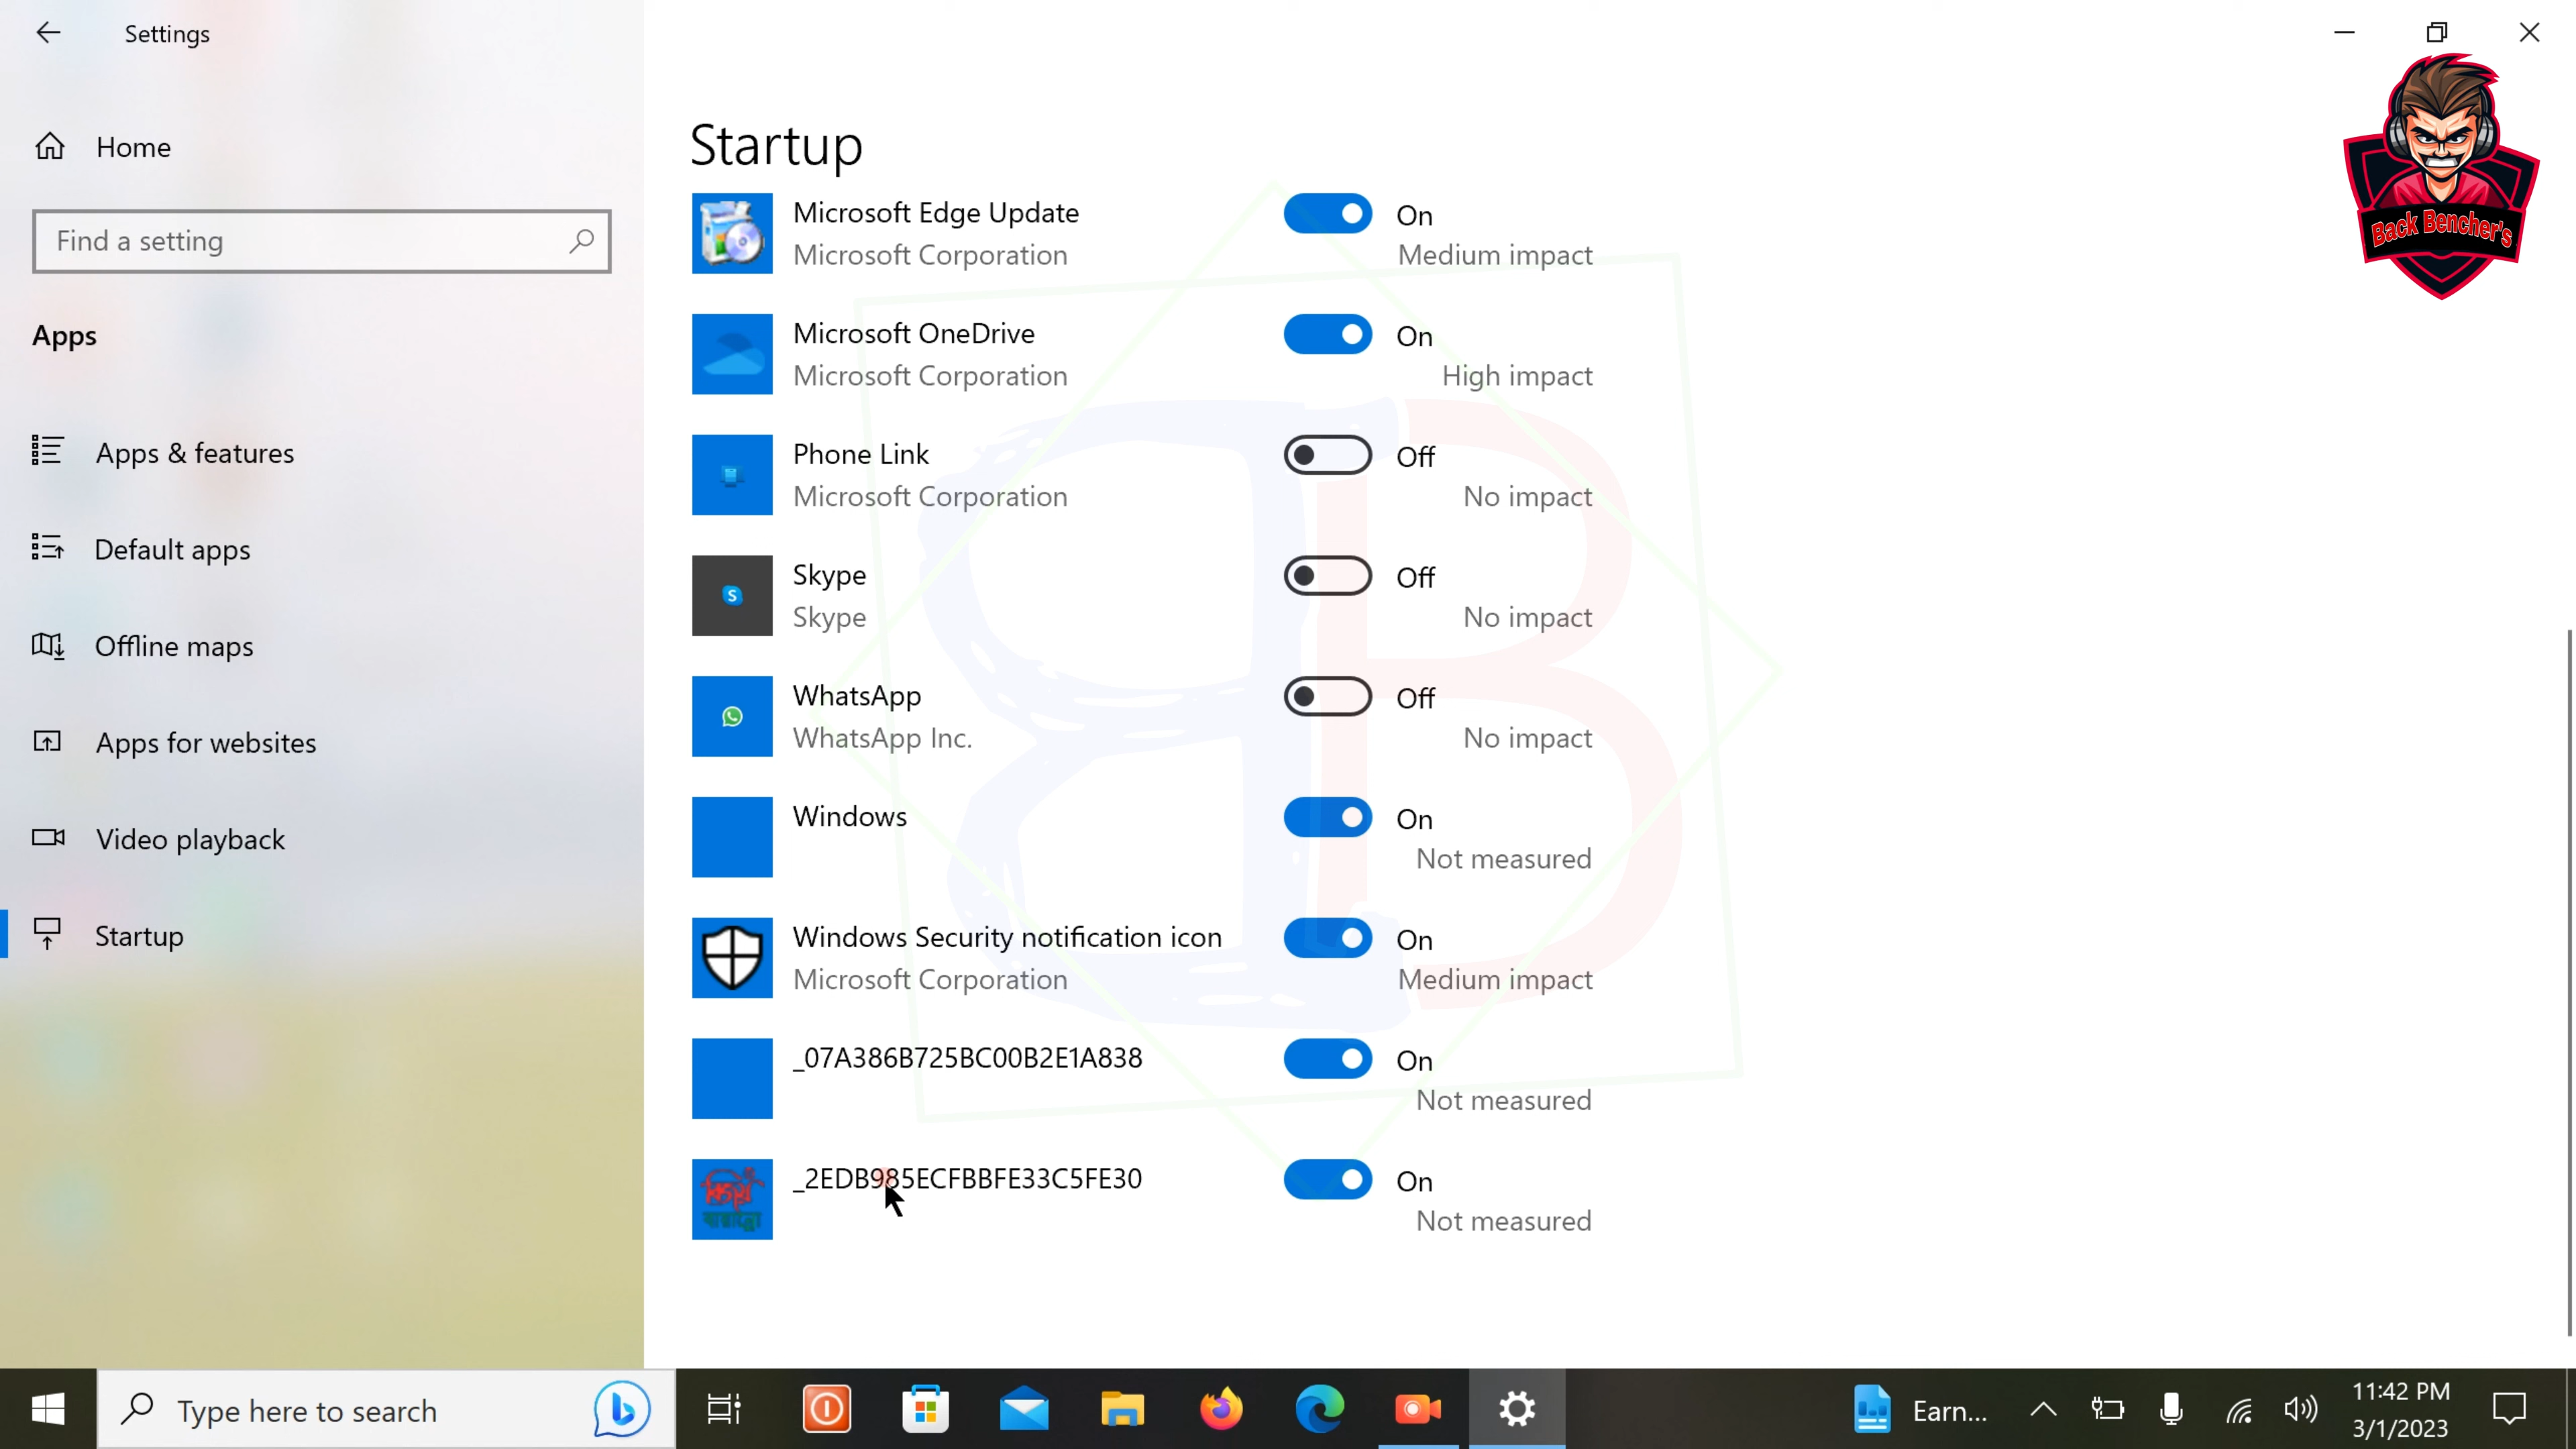 Settings
Home
Find a setting
Apps
Apps & features
Default apps
Offline maps
Apps for websites
Video playback
Startup
Startup
Microsoft Edge Update
Microsoft Corporation
On
Medium impact
Microsoft OneDrive
Microsoft Corporation
On
High impact
Phone Link
Microsoft Corporation
Off
No impact
Skype
Skype
Off
No impact
WhatsApp
WhatsApp Inc.
Off
No impact
Windows
On
Not measured
Windows Security notification icon
Microsoft Corporation
On
Medium impact
_07A386B725BC00B2E1A838
On
Not measured
_2EDB985ECFBBFE33C5FE30
On
Not measured
Back Bencher's
Type here to search
Earn...
11:42 PM
3/1/2023